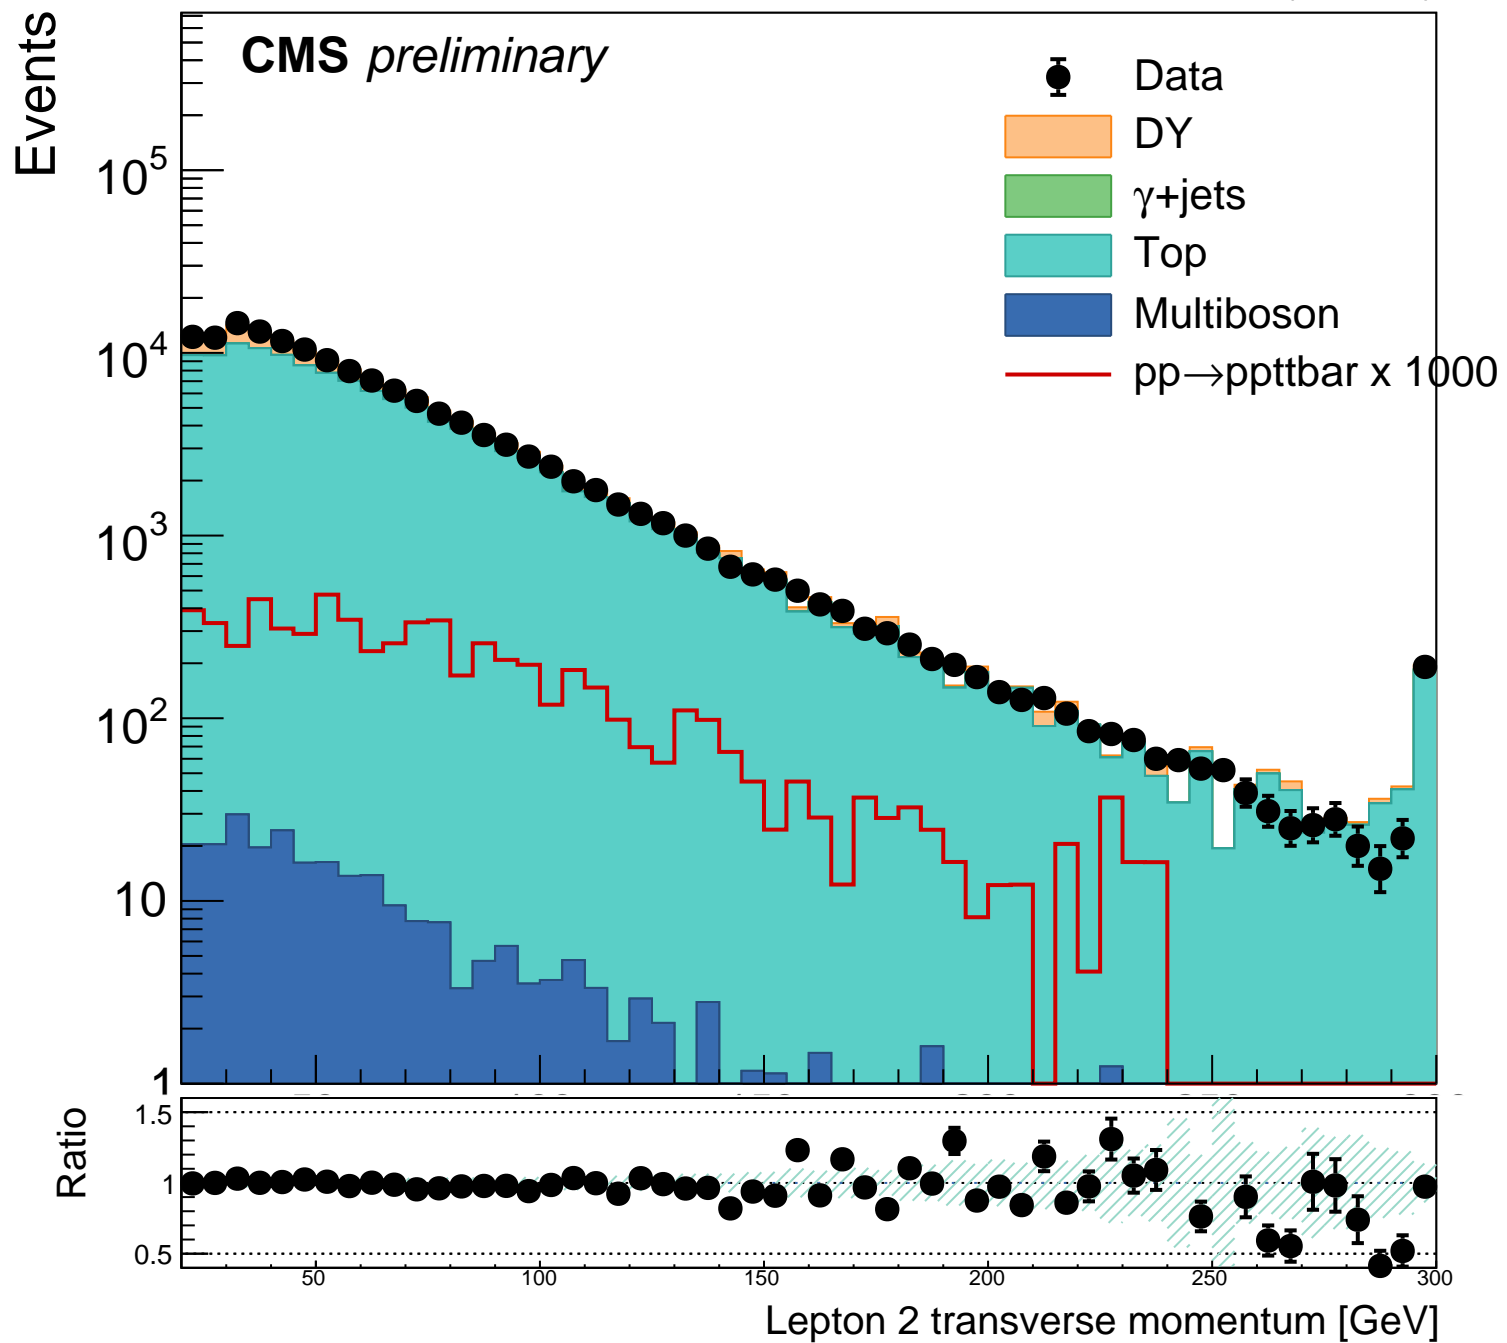 Events
CMS preliminary
Data
DY
γ+jets
Top
Multiboson
pp→ppttbar x 1000
10^5
10^4
10^3
10^2
10
1
Ratio
1.5
1
0.5
50 100 150 200 250 300
Lepton 2 transverse momentum [GeV]